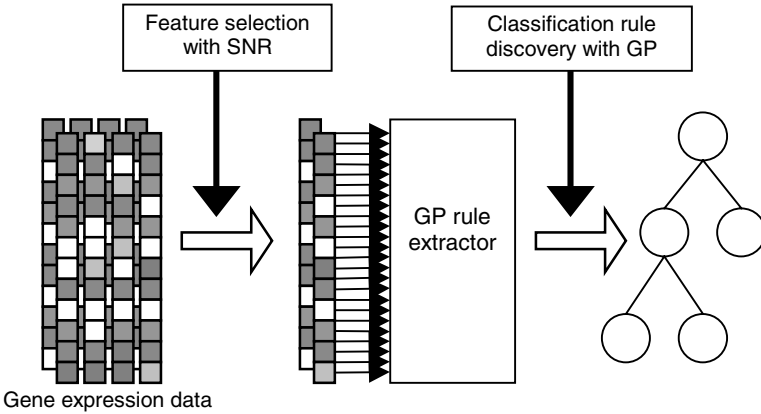 Feature selection
with SNR
Classification rule
discovery with GP
GP rule
extractor
Gene expression data